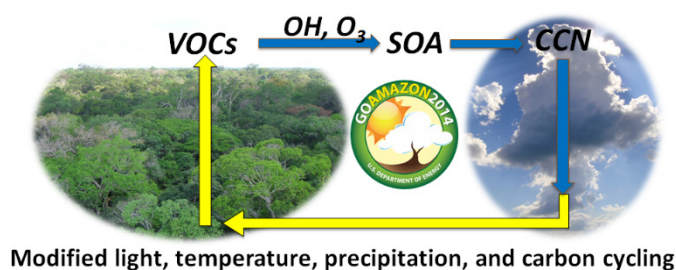 OH, O₃
VOCs SOA CCN
GOAMAZON2014
U.S. DEPARTMENT OF ENERGY
Modified light, temperature, precipitation, and carbon cycling